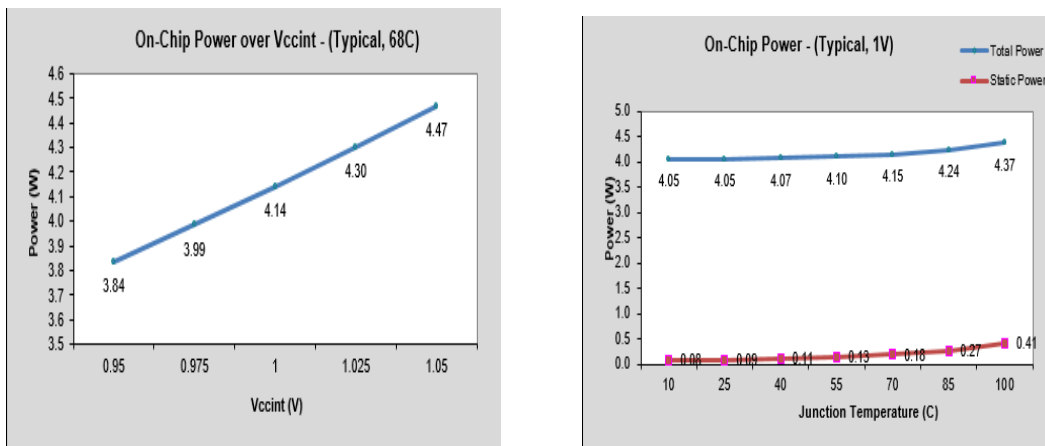 On-Chip Power over Vccint - (Typical, 68C)
4.6
4.5
4.4
4.3
4.2
4.1
4.0
3.9
3.8
3.7
3.6
3.5
Power (W)
3.84
3.99
4.14
4.30
4.47
0.95 0.975 1 1.025 1.05
Vccint (V)
On-Chip Power - (Typical, 1V)
Total Power
Static Power
5.0
4.5
4.0
3.5
3.0
2.5
2.0
1.5
1.0
0.5
0.0
Power (W)
4.05 4.05 4.07 4.10 4.15 4.24 4.37
0.08 0.09 0.11 0.13 0.18 0.27 0.41
10 25 40 55 70 85 100
Junction Temperature (C)